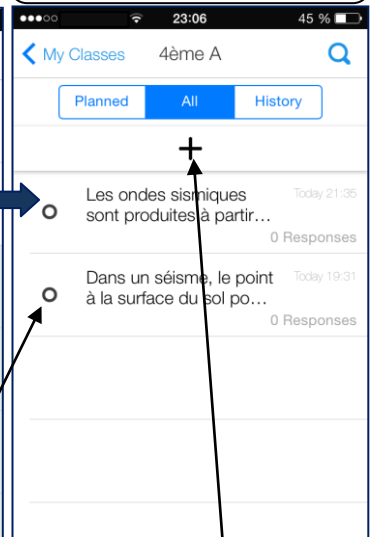 23:06
45 %
My Classes
4ème A
Planned
All
History
+
Les ondes sismiques
Today 21:35
sont produites à partir…
0 Responses
Dans un séisme, le point
Today 19:31
à la surface du sol po…
0 Responses